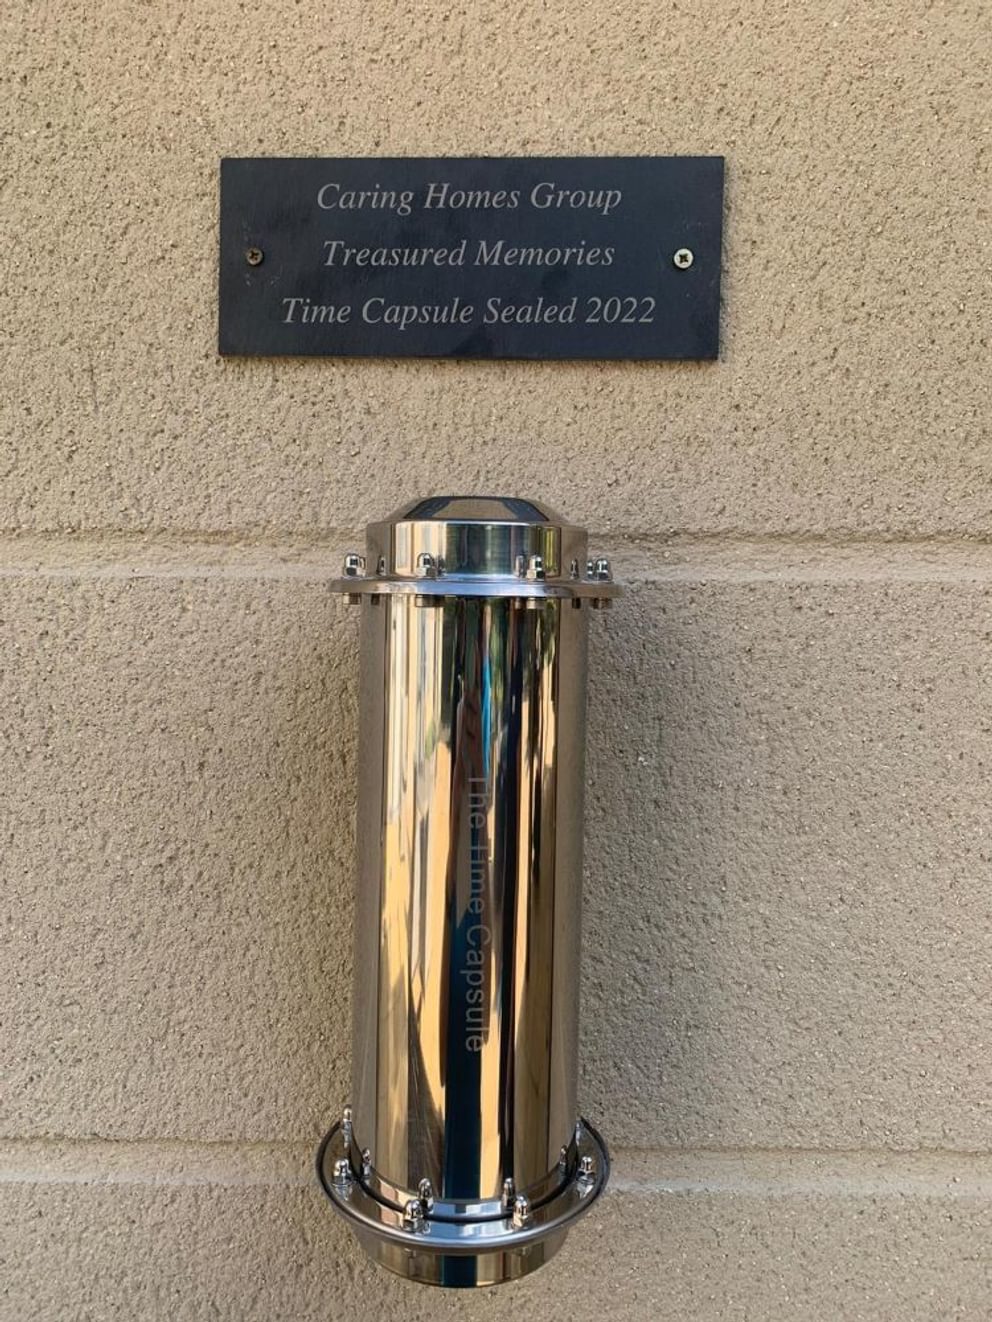 Caring Homes Group
Treasured Memories
Time Capsule Sealed 2022
The Time Capsule